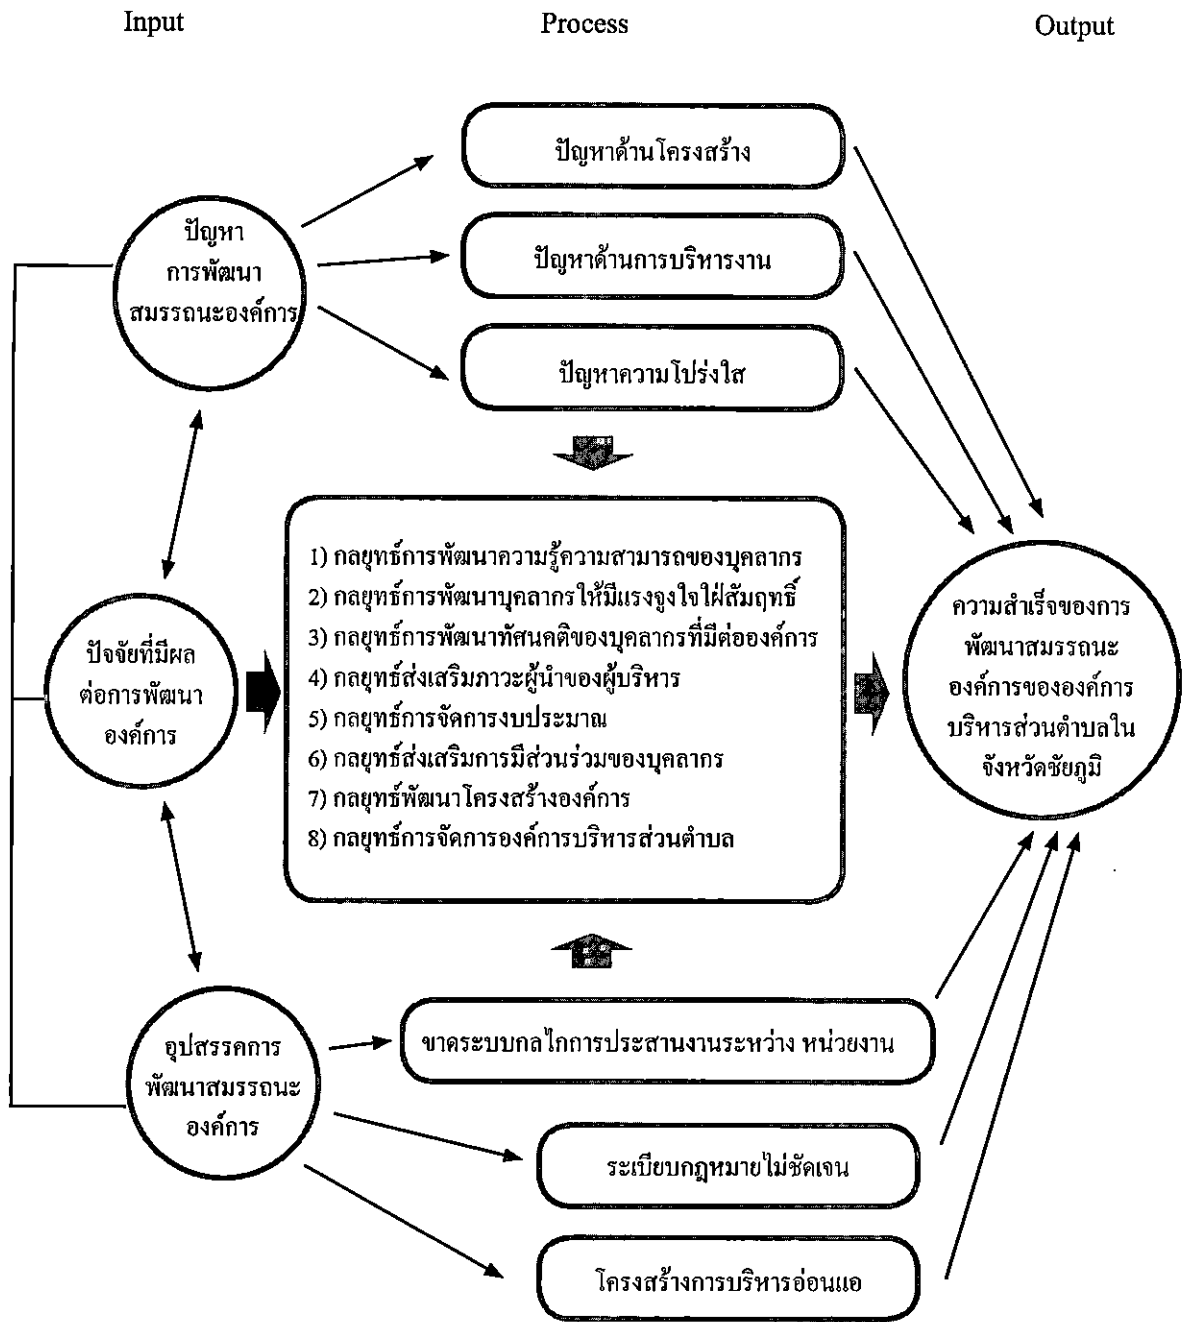 Input
Process
Output
ปัญหาด้านโครงสร้าง
ปัญหา
การพัฒนา
สมรรถนะองค์การ
ปัญหาด้านการบริหารงาน
ปัญหาความโปร่งใส
1) กลยุทธ์การพัฒนาความรู้ความสามารถของบุคลากร
2) กลยุทธ์การพัฒนาบุคลากรให้มีแรงจูงใจใฝ่สัมฤทธิ์
3) กลยุทธ์การพัฒนาทัศนคติของบุคลากรที่มีต่อองค์การ
4) กลยุทธ์ส่งเสริมภาวะผู้นำของผู้บริหาร
5) กลยุทธ์การจัดการงบประมาณ
6) กลยุทธ์ส่งเสริมการมีส่วนร่วมของบุคลากร
7) กลยุทธ์พัฒนาโครงสร้างองค์การ
8) กลยุทธ์การจัดการองค์การบริหารส่วนตำบล
ปัจจัยที่มีผล
ต่อการพัฒนา
องค์การ
ความสำเร็จของการ
พัฒนาสมรรถนะ
องค์การขององค์การ
บริหารส่วนตำบลใน
จังหวัดชัยภูมิ
อุปสรรคการ
พัฒนาสมรรถนะ
องค์การ
ขาดระบบกลไกการประสานงานระหว่าง หน่วยงาน
ระเบียบกฎหมายไม่ชัดเจน
โครงสร้างการบริหารอ่อนแอ